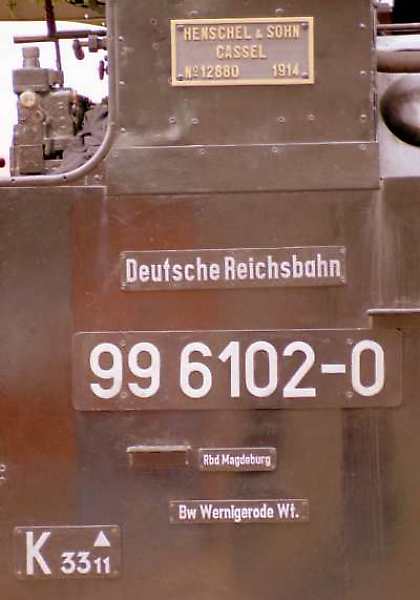 HENSCHEL & SOHN
CASSEL
No 12880 1914
Deutsche Reichsbahn
99 6102-0
Rbd Magdeburg
Bw Wernigerode Wt.
K 33 11